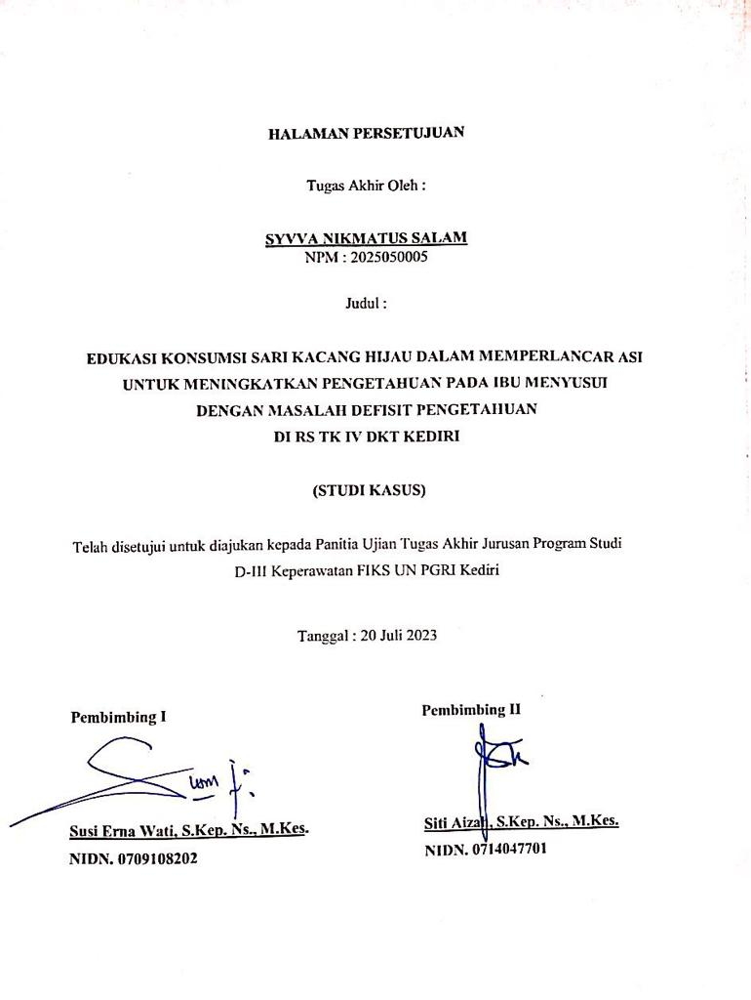 HALAMAN PERSETUJUAN
Tugas Akhir Oleh :
SYVVA NIKMATUS SALAM
NPM : 2025050005
Judul :
EDUKASI KONSUMSI SARI KACANG HIJAU DALAM MEMPERLANCAR ASI
UNTUK MENINGKATKAN PENGETAHUAN PADA IBU MENYUSUI
DENGAN MASALAH DEFISIT PENGETAHUAN
DI RS TK IV DKT KEDIRI
(STUDI KASUS)
Telah disetujui untuk diajukan kepada Panitia Ujian Tugas Akhir Jurusan Program Studi
D-III Keperawatan FIKS UN PGRI Kediri
Tanggal : 20 Juli 2023
Pembimbing I
Pembimbing II
Susi Erna Wati, S.Kep. Ns., M.Kes.
NIDN. 0709108202
Siti Aizah, S.Kep. Ns., M.Kes.
NIDN. 0714047701